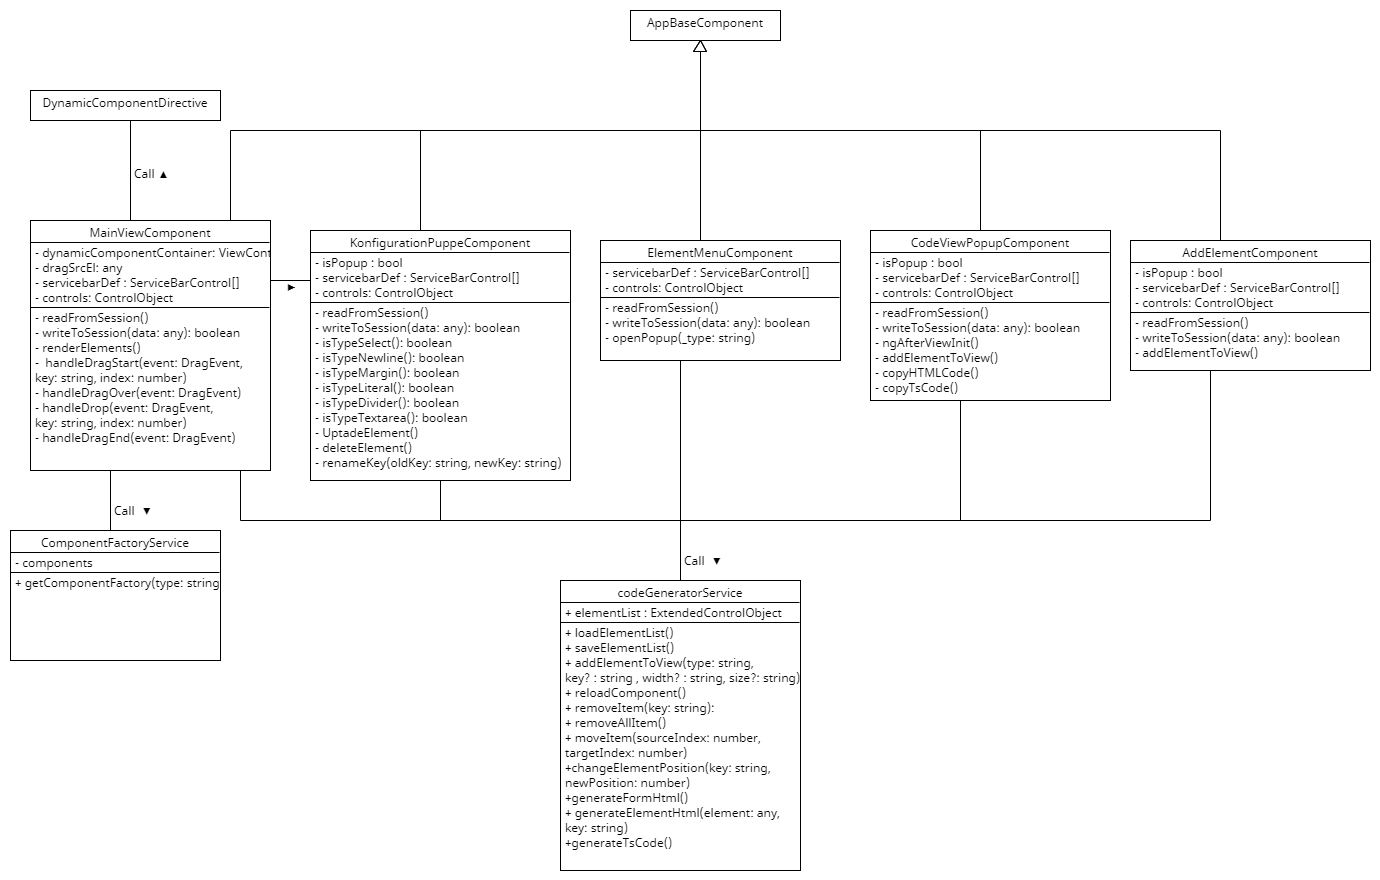 AppBaseComponent
DynamicComponentDirective
Call ▲
MainViewComponent
- dynamicComponentContainer: ViewCont
- dragSrcEl: any
- servicebarDef : ServiceBarControl[]
- controls: ControlObject
- readFromSession()
- writeToSession(data: any): boolean
- renderElements()
- handleDragStart(event: DragEvent,
key: string, index: number)
- handleDragOver(event: DragEvent)
- handleDrop(event: DragEvent,
key: string, index: number)
- handleDragEnd(event: DragEvent)
►
KonfigurationPuppeComponent
- isPopup : bool
- servicebarDef : ServiceBarControl[]
- controls: ControlObject
- readFromSession()
- writeToSession(data: any): boolean
- isTypeSelect(): boolean
- isTypeNewline(): boolean
- isTypeMargin(): boolean
- isTypeLiteral(): boolean
- isTypeDivider(): boolean
- isTypeTextarea(): boolean
- UptadeElement()
- deleteElement()
- renameKey(oldKey: string, newKey: string)
ElementMenuComponent
- servicebarDef : ServiceBarControl[]
- controls: ControlObject
- readFromSession()
- writeToSession(data: any): boolean
- openPopup(_type: string)
CodeViewPopupComponent
- isPopup : bool
- servicebarDef : ServiceBarControl[]
- controls: ControlObject
- readFromSession()
- writeToSession(data: any): boolean
- ngAfterViewInit()
- addElementToView()
- copyHTMLCode()
- copyTsCode()
AddElementComponent
- isPopup : bool
- servicebarDef : ServiceBarControl[]
- controls: ControlObject
- readFromSession()
- writeToSession(data: any): boolean
- addElementToView()
Call ▼
ComponentFactoryService
- components
+ getComponentFactory(type: string
Call ▼
codeGeneratorService
+ elementList : ExtendedControlObject
+ loadElementList()
+ saveElementList()
+ addElementToView(type: string,
key? : string , width? : string, size?: string)
+ reloadComponent()
+ removeItem(key: string):
+ removeAllItem()
+ moveItem(sourceIndex: number,
targetIndex: number)
+changeElementPosition(key: string,
newPosition: number)
+generateFormHtml()
+ generateElementHtml(element: any,
key: string)
+generateTsCode()